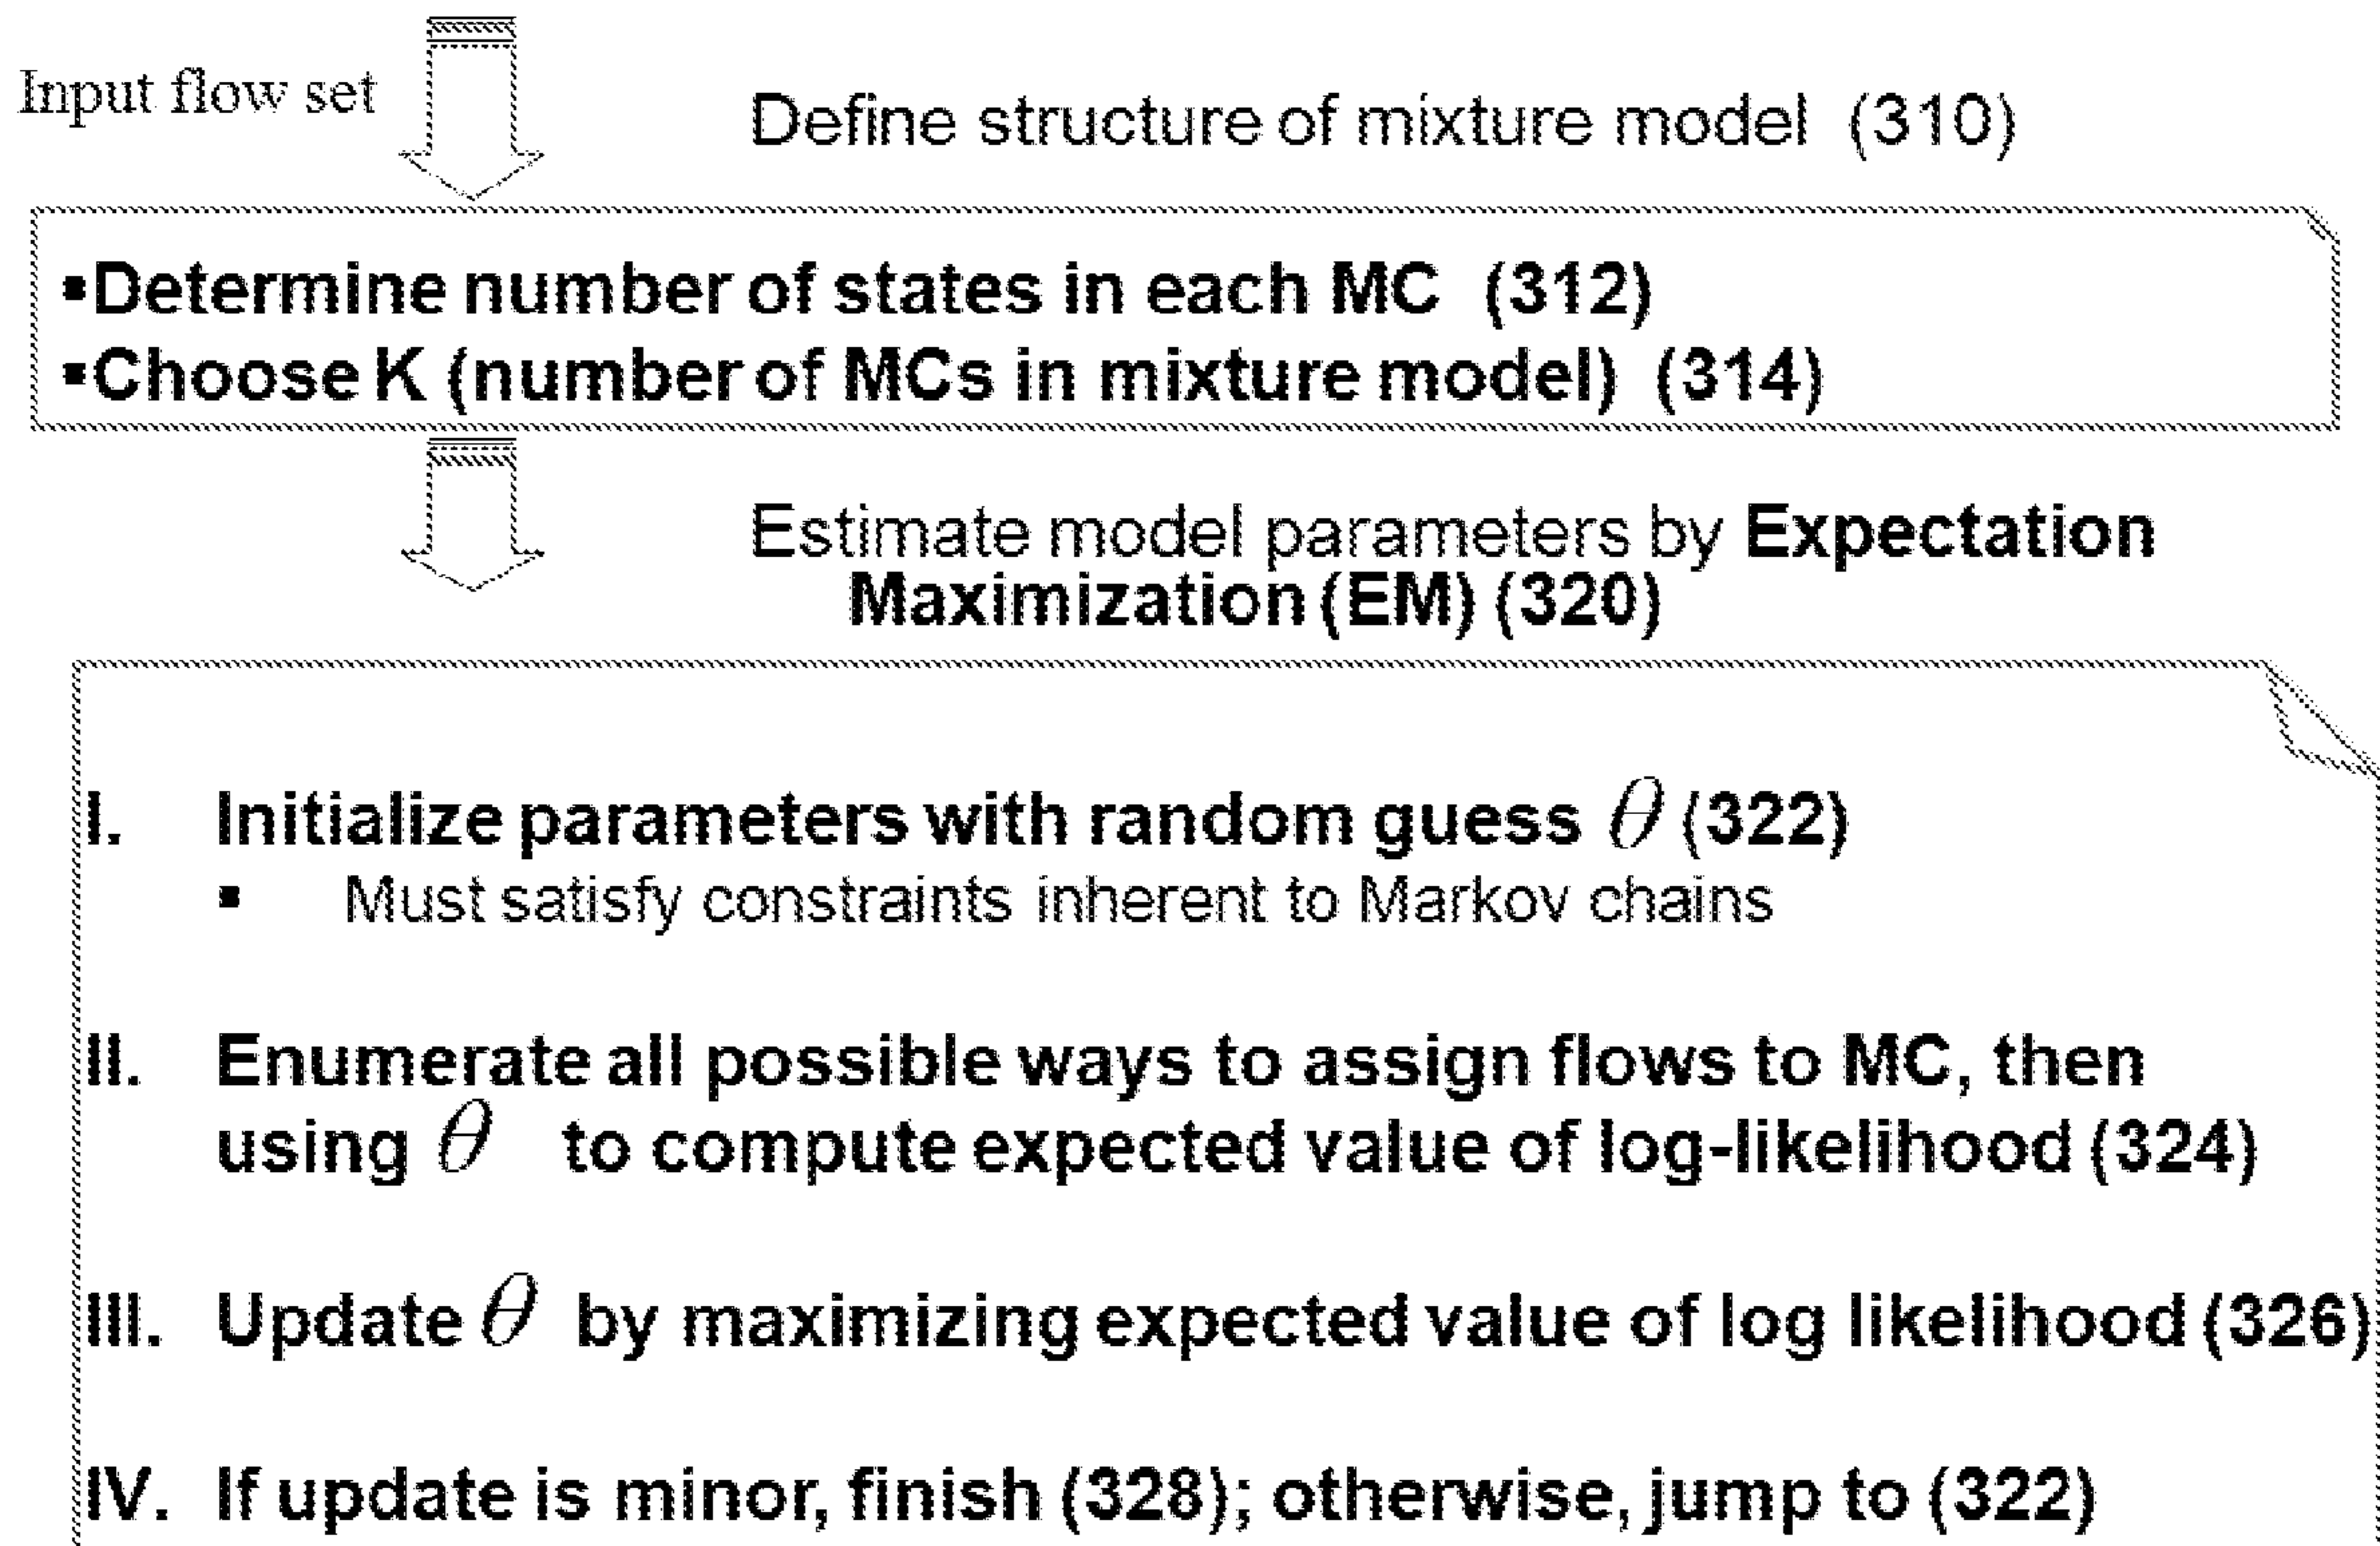 Input flow set
Define structure of mixture model (310)
▪Determine number of states in each MC (312)
▪Choose K (number of MCs in mixture model) (314)
Estimate model parameters by Expectation
Maximization (EM) (320)
I. Initialize parameters with random guess θ (322)
▪ Must satisfy constraints inherent to Markov chains
II. Enumerate all possible ways to assign flows to MC, then
using θ to compute expected value of log-likelihood (324)
III. Update θ by maximizing expected value of log likelihood (326)
IV. If update is minor, finish (328); otherwise, jump to (322)